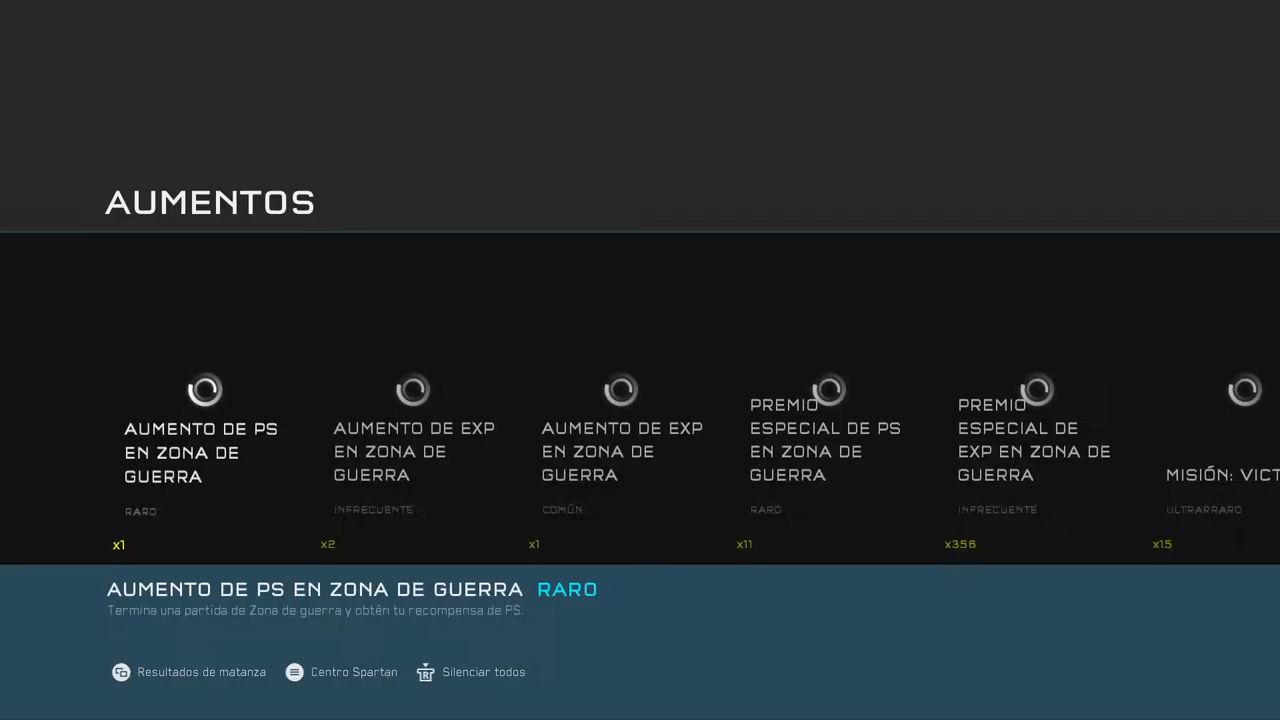 AUMENTOS
AUMENTO DE PS
EN ZONA DE
GUERRA
RARO
x1
AUMENTO DE EXP
EN ZONA DE
GUERRA
INFRECUENTE
x2
AUMENTO DE EXP
EN ZONA DE
GUERRA
COMÚN
x1
PREMIO
ESPECIAL DE PS
EN ZONA DE
GUERRA
RARO
x11
PREMIO
ESPECIAL DE
EXP EN ZONA DE
GUERRA
INFRECUENTE
x356
MISIÓN: VICT
ULTRARRARO
x15
AUMENTO DE PS EN ZONA DE GUERRA RARO
Termina una partida de Zona de guerra y obtén tu recompensa de PS.
Resultados de matanza Centro Spartan R Silenciar todos